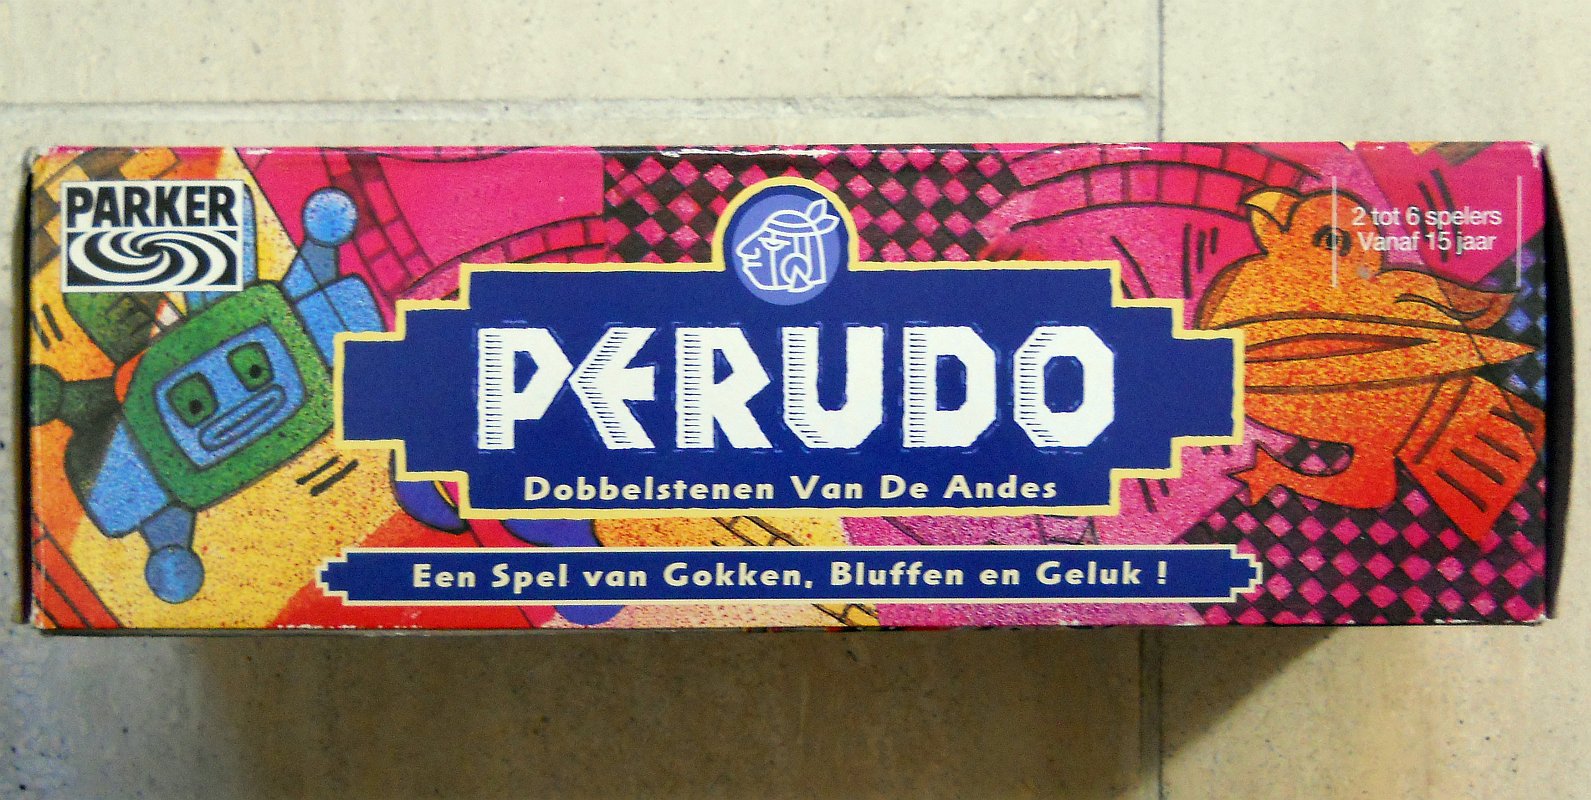 PARKER
2 tot 6 spelers
Vanaf 15 jaar
PERUDO
Dobbelstenen Van De Andes
Een Spel van Gokken, Bluffen en Geluk !